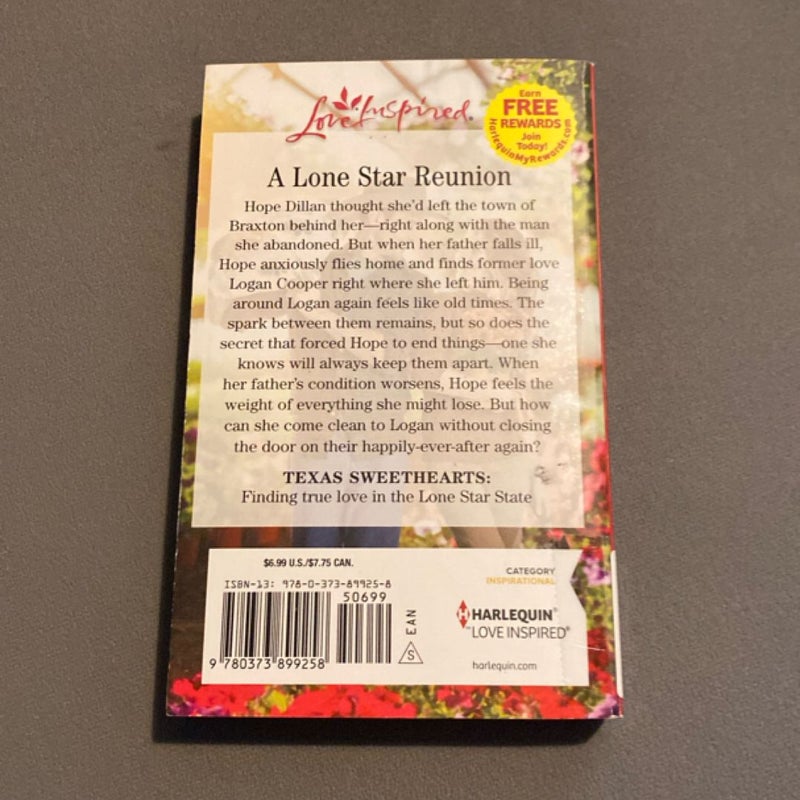 Love Inspired®
Earn
FREE
REWARDS
Join
Today!
HarlequinMyRewards.com
A Lone Star Reunion
Hope Dillan thought she'd left the town of
Braxton behind her—right along with the man
she abandoned. But when her father falls ill,
Hope anxiously flies home and finds former love
Logan Cooper right where she left him. Being
around Logan again feels like old times. The
spark between them remains, but so does the
secret that forced Hope to end things—one she
knows will always keep them apart. When
her father's condition worsens, Hope feels the
weight of everything she might lose. But how
can she come clean to Logan without closing
the door on their happily-ever-after again?
TEXAS SWEETHEARTS:
Finding true love in the Lone Star State
$6.99 U.S./$7.75 CAN.
ISBN-13: 978-0-373-89925-8
50699
EAN
S
9 780373 899258
CATEGORY
INSPIRATIONAL
HARLEQUIN®
™LOVE INSPIRED®
harlequin.com